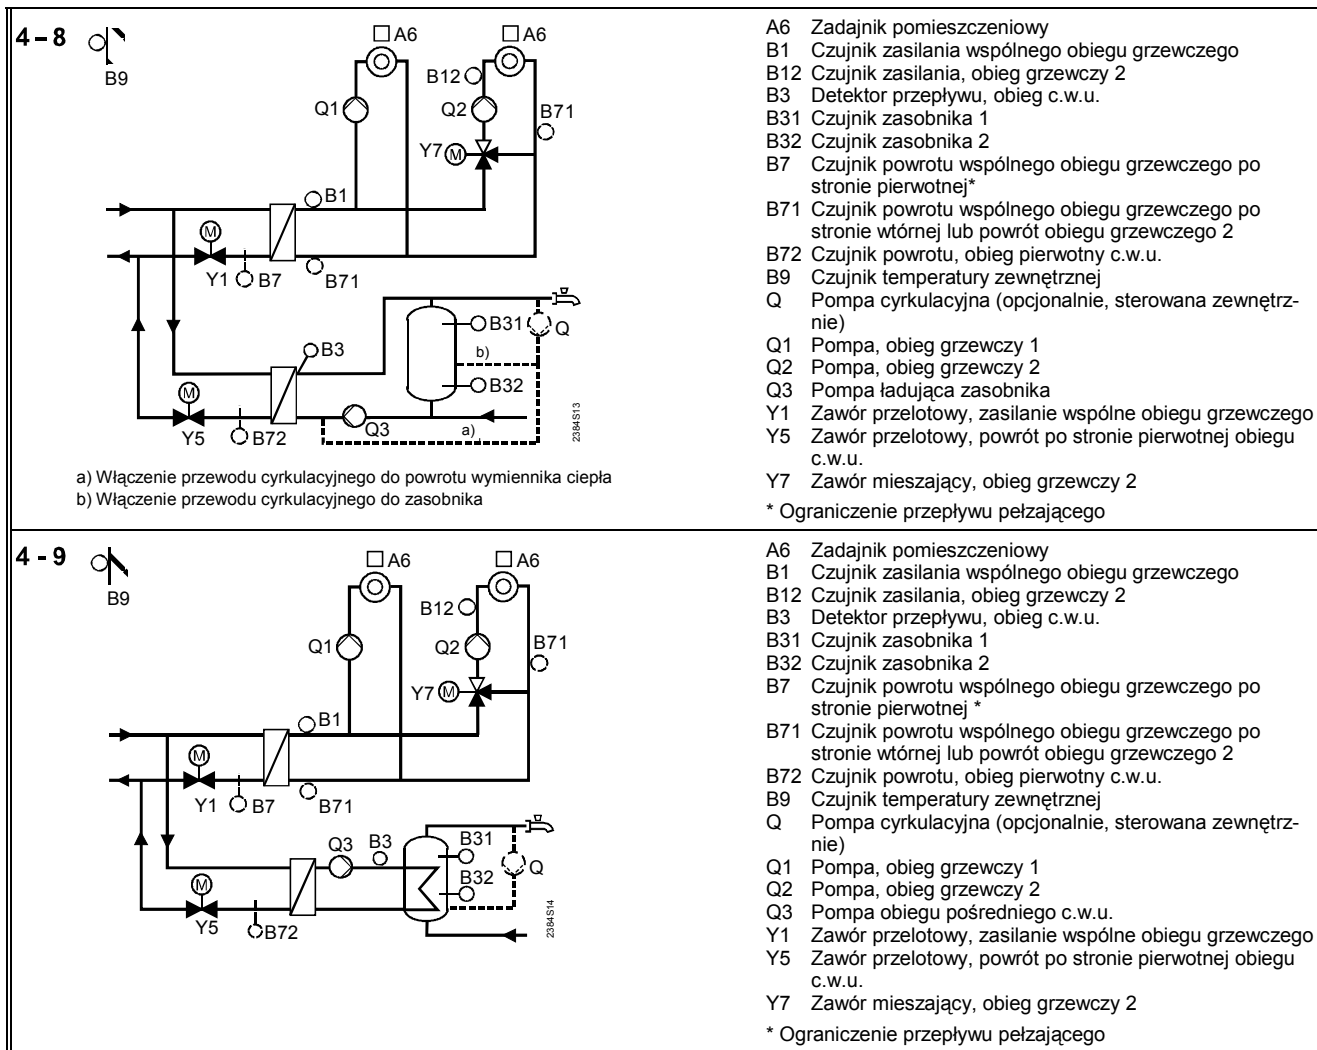 4 – 8
B9
A6
A6
B12
Q1
Q2
B71
Y7
M
B1
M
Y1
B7
B71
B31
Q
B3
b)
B32
M
Y5
B72
Q3
a)
2384S13
a) Włączenie przewodu cyrkulacyjnego do powrotu wymiennika ciepła
b) Włączenie przewodu cyrkulacyjnego do zasobnika
A6 Zadajnik pomieszczeniowy
B1 Czujnik zasilania wspólnego obiegu grzewczego
B12 Czujnik zasilania, obieg grzewczy 2
B3 Detektor przepływu, obieg c.w.u.
B31 Czujnik zasobnika 1
B32 Czujnik zasobnika 2
B7 Czujnik powrotu wspólnego obiegu grzewczego po
stronie pierwotnej*
B71 Czujnik powrotu wspólnego obiegu grzewczego po
stronie wtórnej lub powrót obiegu grzewczego 2
B72 Czujnik powrotu, obieg pierwotny c.w.u.
B9 Czujnik temperatury zewnętrznej
Q Pompa cyrkulacyjna (opcjonalnie, sterowana zewnętrz-
nie)
Q1 Pompa, obieg grzewczy 1
Q2 Pompa, obieg grzewczy 2
Q3 Pompa ładująca zasobnika
Y1 Zawór przelotowy, zasilanie wspólne obiegu grzewczego
Y5 Zawór przelotowy, powrót po stronie pierwotnej obiegu
c.w.u.
Y7 Zawór mieszający, obieg grzewczy 2
* Ograniczenie przepływu pełzającego
4 - 9
B9
A6
A6
B12
Q1
Q2
B71
Y7
M
B1
M
Y1
B7
B71
Q3
B3
B31
Q
B32
M
Y5
B72
2384S14
A6 Zadajnik pomieszczeniowy
B1 Czujnik zasilania wspólnego obiegu grzewczego
B12 Czujnik zasilania, obieg grzewczy 2
B3 Detektor przepływu, obieg c.w.u.
B31 Czujnik zasobnika 1
B32 Czujnik zasobnika 2
B7 Czujnik powrotu wspólnego obiegu grzewczego po
stronie pierwotnej *
B71 Czujnik powrotu wspólnego obiegu grzewczego po
stronie wtórnej lub powrót obiegu grzewczego 2
B72 Czujnik powrotu, obieg pierwotny c.w.u.
B9 Czujnik temperatury zewnętrznej
Q Pompa cyrkulacyjna (opcjonalnie, sterowana zewnętrz-
nie)
Q1 Pompa, obieg grzewczy 1
Q2 Pompa, obieg grzewczy 2
Q3 Pompa obiegu pośredniego c.w.u.
Y1 Zawór przelotowy, zasilanie wspólne obiegu grzewczego
Y5 Zawór przelotowy, powrót po stronie pierwotnej obiegu
c.w.u.
Y7 Zawór mieszający, obieg grzewczy 2
* Ograniczenie przepływu pełzającego